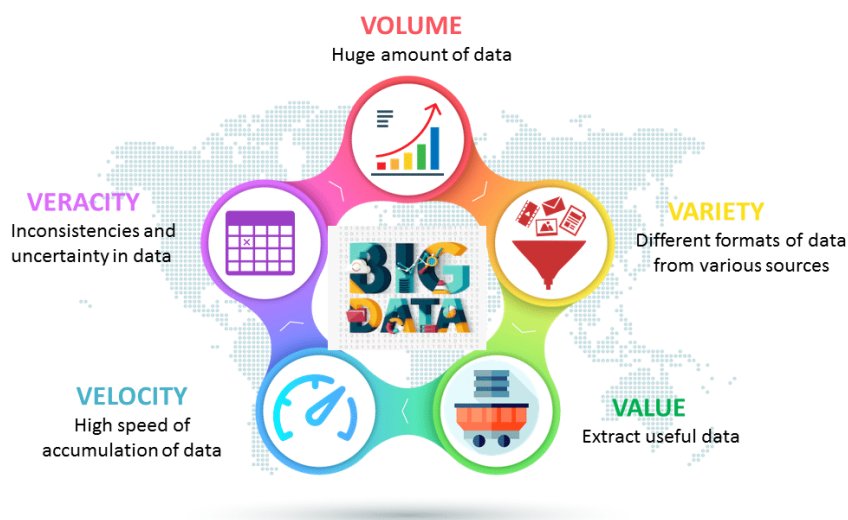 VOLUME
Huge amount of data
VERACITY
Inconsistencies and
uncertainty in data
VARIETY
Different formats of data
from various sources
BIG
DATA
VELOCITY
High speed of
accumulation of data
VALUE
Extract useful data